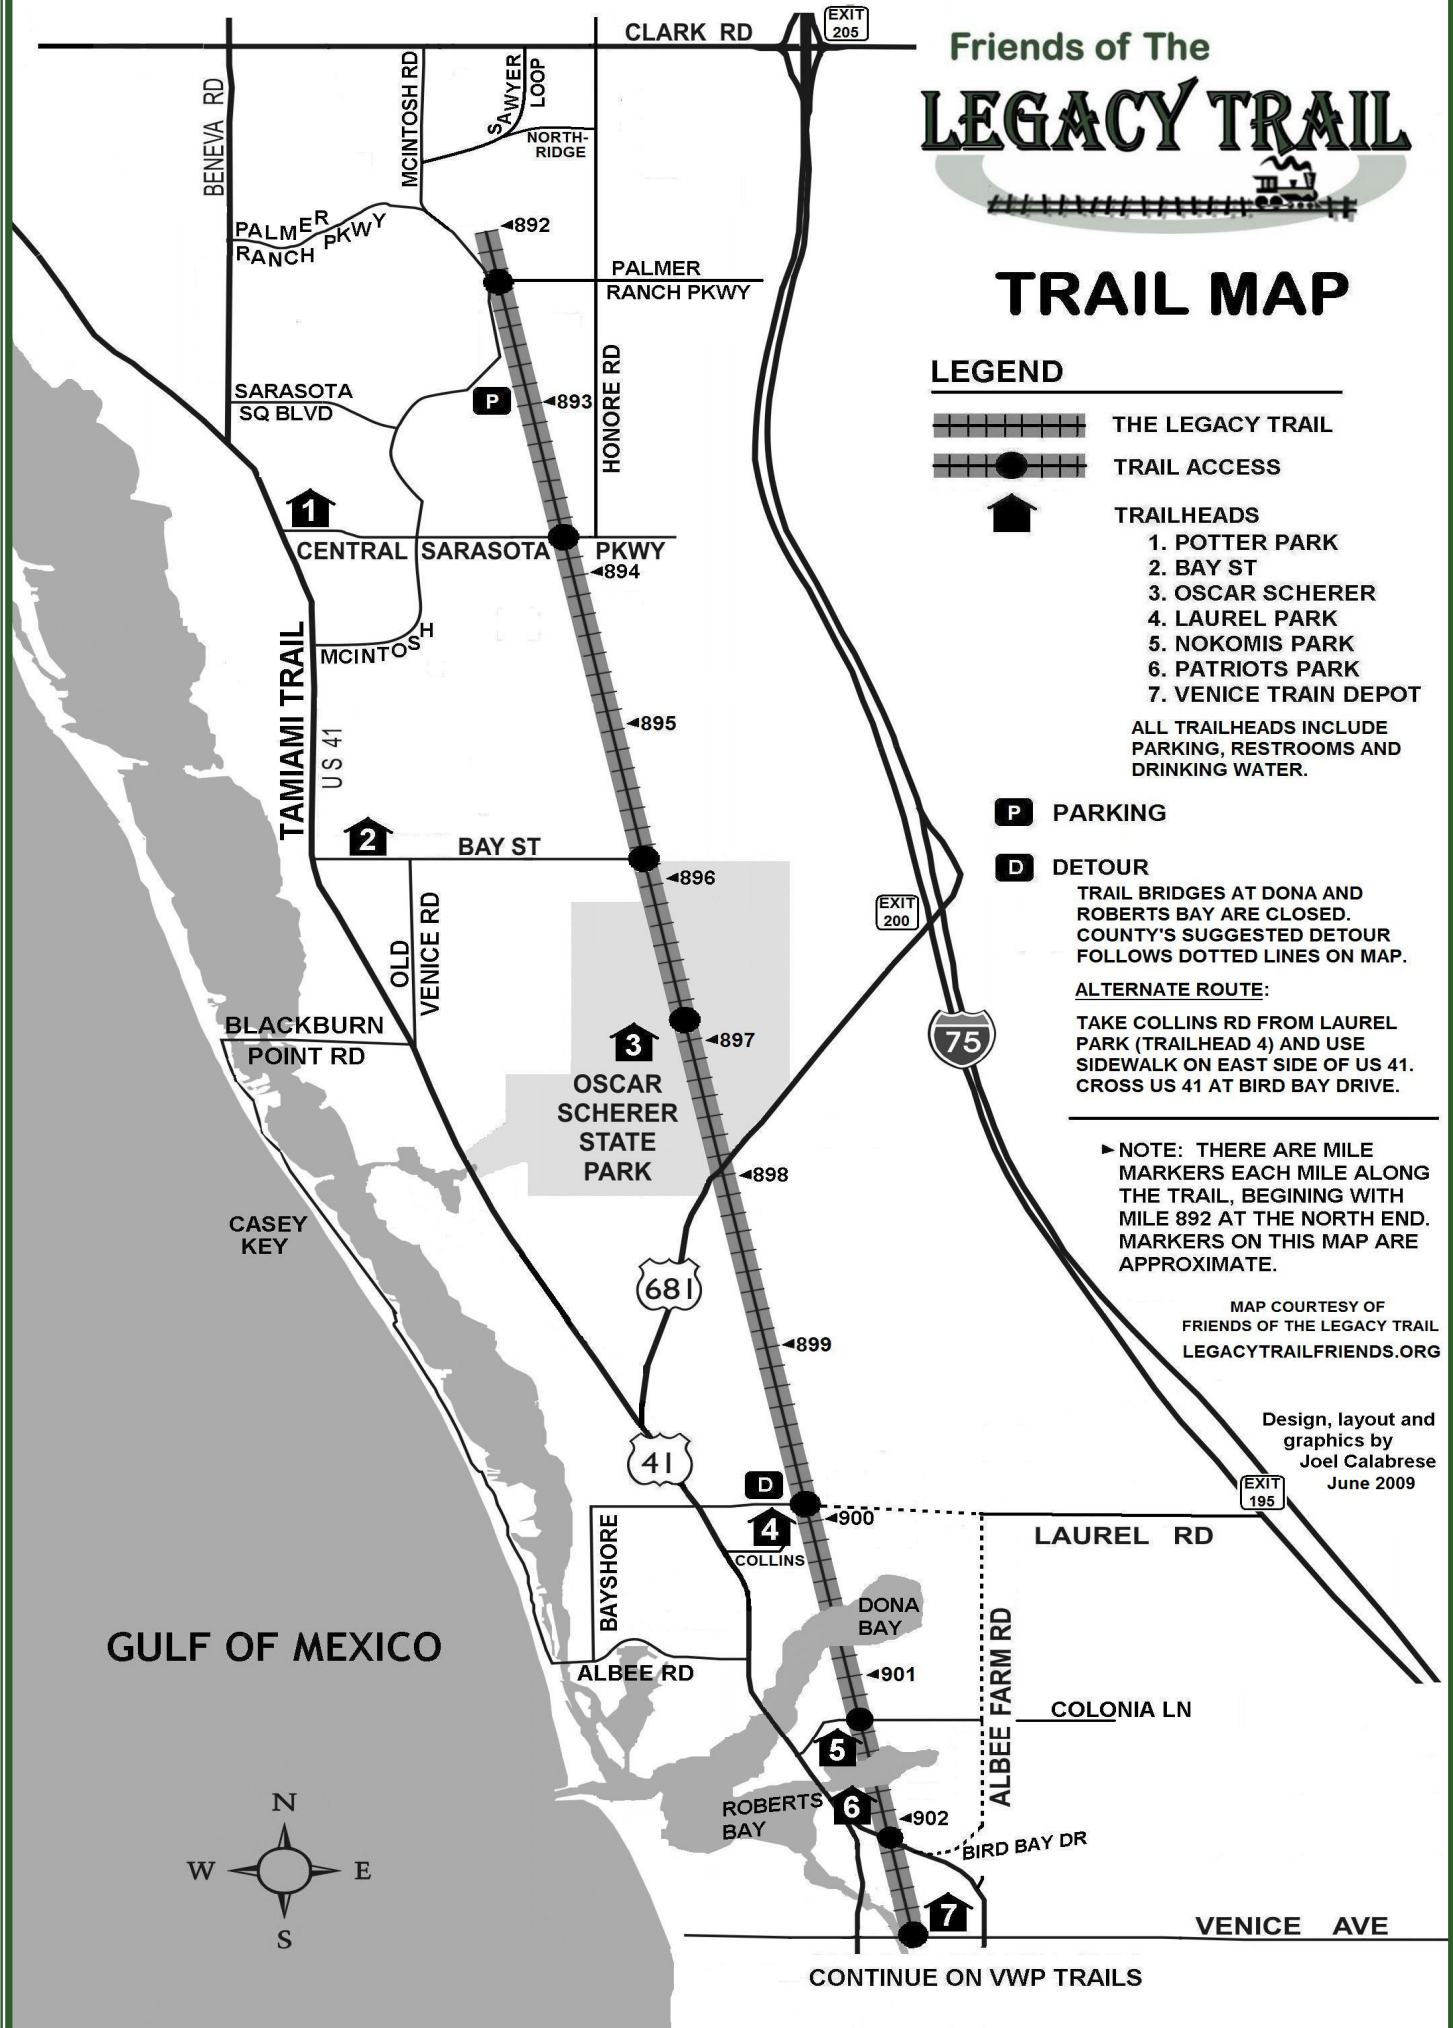 CLARK RD
EXIT
205
Friends of The
LEGACY TRAIL
TRAIL MAP
BENEVA RD
MCINTOSH RD
SAWYER
LOOP
NORTH-
RIDGE
PALMER
RANCH PKWY
892
PALMER
RANCH PKWY
HONORE RD
SARASOTA
SQ BLVD
P
893
1
CENTRAL SARASOTA PKWY
894
MCINTOSH
TAMIAMI TRAIL
US 41
895
2
BAY ST
896
OLD
VENICE RD
EXIT
200
BLACKBURN
POINT RD
3
897
75
OSCAR
SCHERER
STATE
PARK
898
CASEY
KEY
681
899
41
D
4
900
COLLINS
BAYSHORE
LAUREL RD
EXIT
195
DONA
BAY
GULF OF MEXICO
ALBEE RD
901
ALBEE FARM RD
COLONIA LN
5
ROBERTS
BAY
6
902
BIRD BAY DR
7
VENICE AVE
CONTINUE ON VWP TRAILS
N
W
E
S
LEGEND
THE LEGACY TRAIL
TRAIL ACCESS
TRAILHEADS
1. POTTER PARK
2. BAY ST
3. OSCAR SCHERER
4. LAUREL PARK
5. NOKOMIS PARK
6. PATRIOTS PARK
7. VENICE TRAIN DEPOT
ALL TRAILHEADS INCLUDE
PARKING, RESTROOMS AND
DRINKING WATER.
P PARKING
D DETOUR
TRAIL BRIDGES AT DONA AND
ROBERTS BAY ARE CLOSED.
COUNTY'S SUGGESTED DETOUR
FOLLOWS DOTTED LINES ON MAP.
ALTERNATE ROUTE:
TAKE COLLINS RD FROM LAUREL
PARK (TRAILHEAD 4) AND USE
SIDEWALK ON EAST SIDE OF US 41.
CROSS US 41 AT BIRD BAY DRIVE.
NOTE: THERE ARE MILE
MARKERS EACH MILE ALONG
THE TRAIL, BEGINING WITH
MILE 892 AT THE NORTH END.
MARKERS ON THIS MAP ARE
APPROXIMATE.
MAP COURTESY OF
FRIENDS OF THE LEGACY TRAIL
LEGACYTRAILFRIENDS.ORG
Design, layout and
graphics by
Joel Calabrese
June 2009